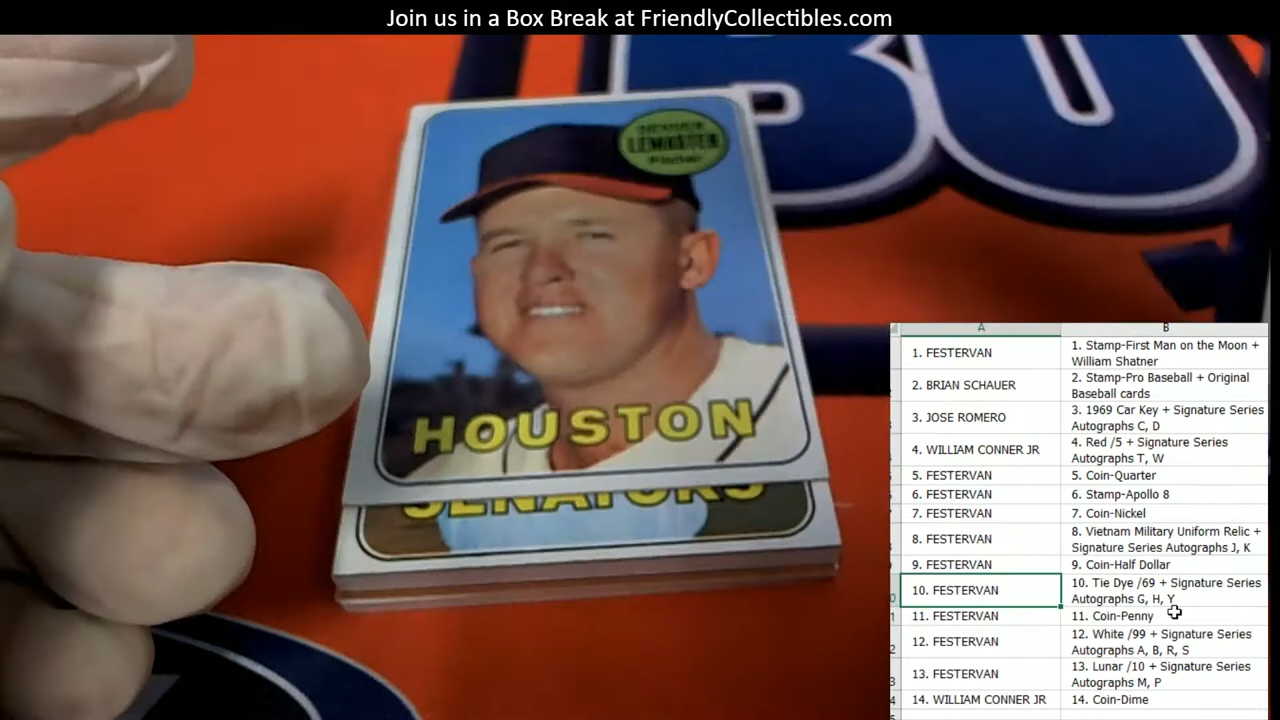 Join us in a Box Break at FriendlyCollectibles.com
BO
LEMASTER
Pitcher
HOUSTON
SENATORS
A
B
1. FESTERVAN
1. Stamp-First Man on the Moon +
William Shatner
2. BRIAN SCHAUER
2. Stamp-Pro Baseball + Original
Baseball cards
3. JOSE ROMERO
3. 1969 Car Key + Signature Series
Autographs C, D
4. WILLIAM CONNER JR
4. Red /5 + Signature Series
Autographs T, W
5. FESTERVAN
5. Coin-Quarter
6. FESTERVAN
6. Stamp-Apollo 8
7. FESTERVAN
7. Coin-Nickel
8. FESTERVAN
8. Vietnam Military Uniform Relic +
Signature Series Autographs J, K
9. FESTERVAN
9. Coin-Half Dollar
10. FESTERVAN
10. Tie Dye /69 + Signature Series
Autographs G, H, Y
11. FESTERVAN
11. Coin-Penny
12. FESTERVAN
12. White /99 + Signature Series
Autographs A, B, R, S
13. FESTERVAN
13. Lunar /10 + Signature Series
Autographs M, P
14. WILLIAM CONNER JR
14. Coin-Dime